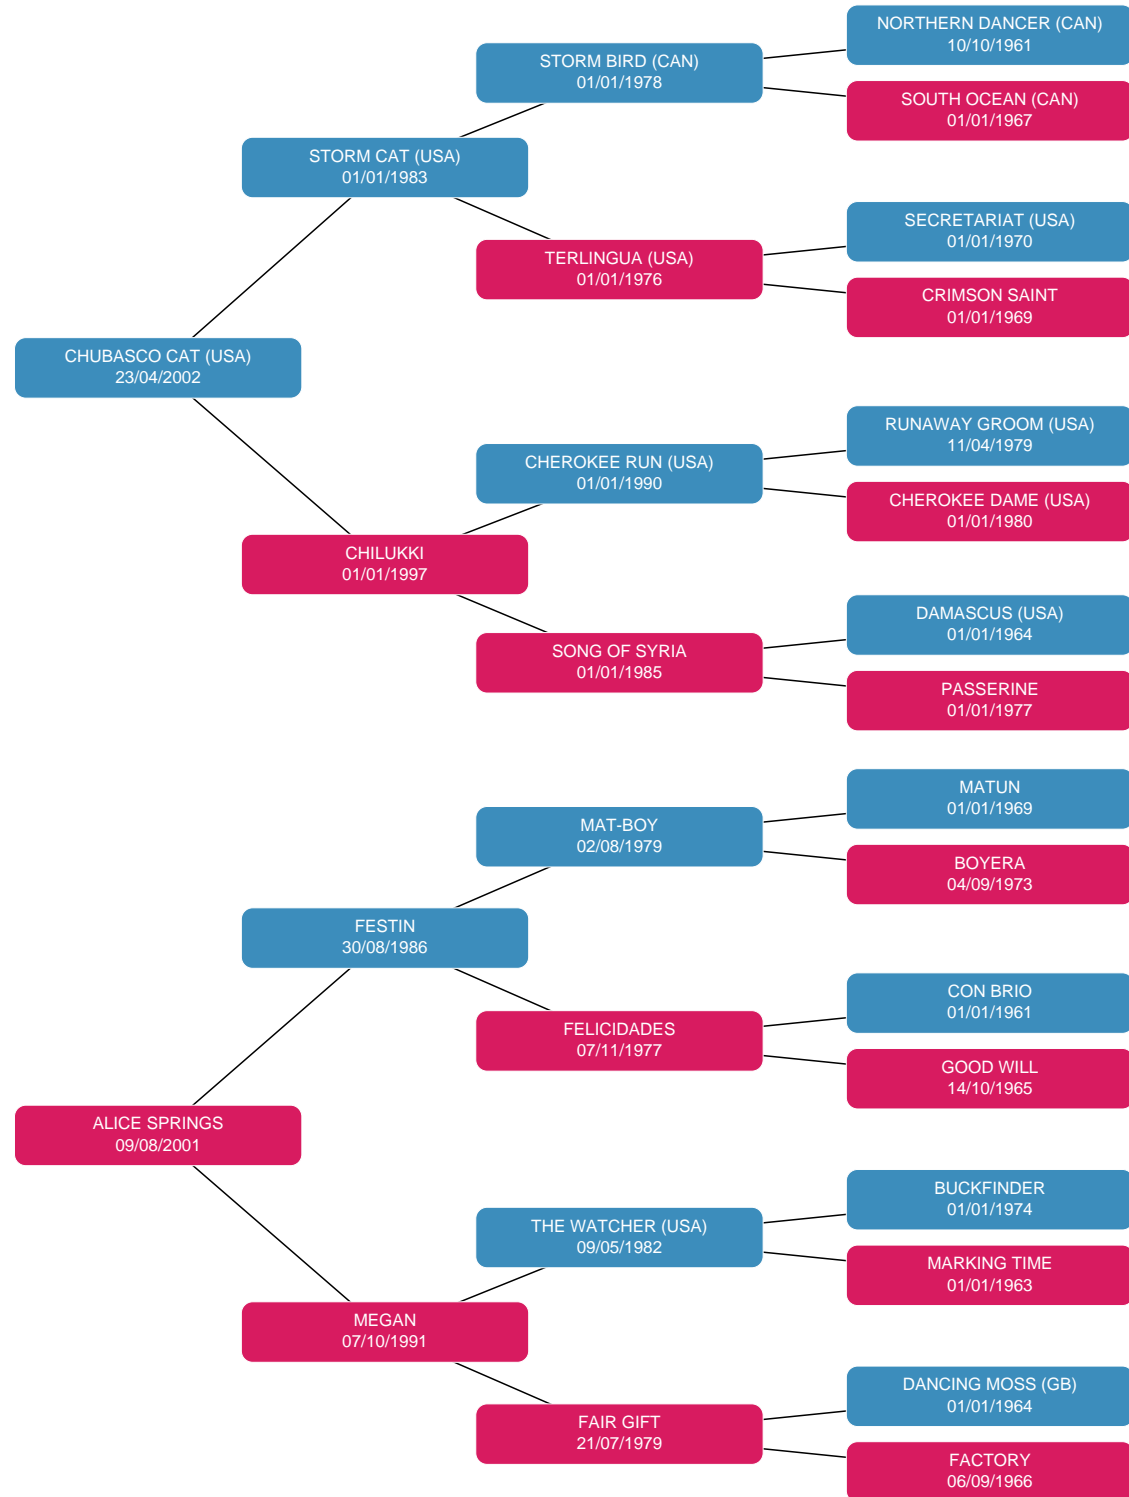 NORTHERN DANCER (CAN)
10/10/1961
STORM BIRD (CAN)
01/01/1978
SOUTH OCEAN (CAN)
01/01/1967
STORM CAT (USA)
01/01/1983
SECRETARIAT (USA)
01/01/1970
TERLINGUA (USA)
01/01/1976
CRIMSON SAINT
01/01/1969
CHUBASCO CAT (USA)
23/04/2002
RUNAWAY GROOM (USA)
11/04/1979
CHEROKEE RUN (USA)
01/01/1990
CHEROKEE DAME (USA)
01/01/1980
CHILUKKI
01/01/1997
DAMASCUS (USA)
01/01/1964
SONG OF SYRIA
01/01/1985
PASSERINE
01/01/1977
MATUN
01/01/1969
MAT-BOY
02/08/1979
BOYERA
04/09/1973
FESTIN
30/08/1986
CON BRIO
01/01/1961
FELICIDADES
07/11/1977
GOOD WILL
14/10/1965
ALICE SPRINGS
09/08/2001
BUCKFINDER
01/01/1974
THE WATCHER (USA)
09/05/1982
MARKING TIME
01/01/1963
MEGAN
07/10/1991
DANCING MOSS (GB)
01/01/1964
FAIR GIFT
21/07/1979
FACTORY
06/09/1966